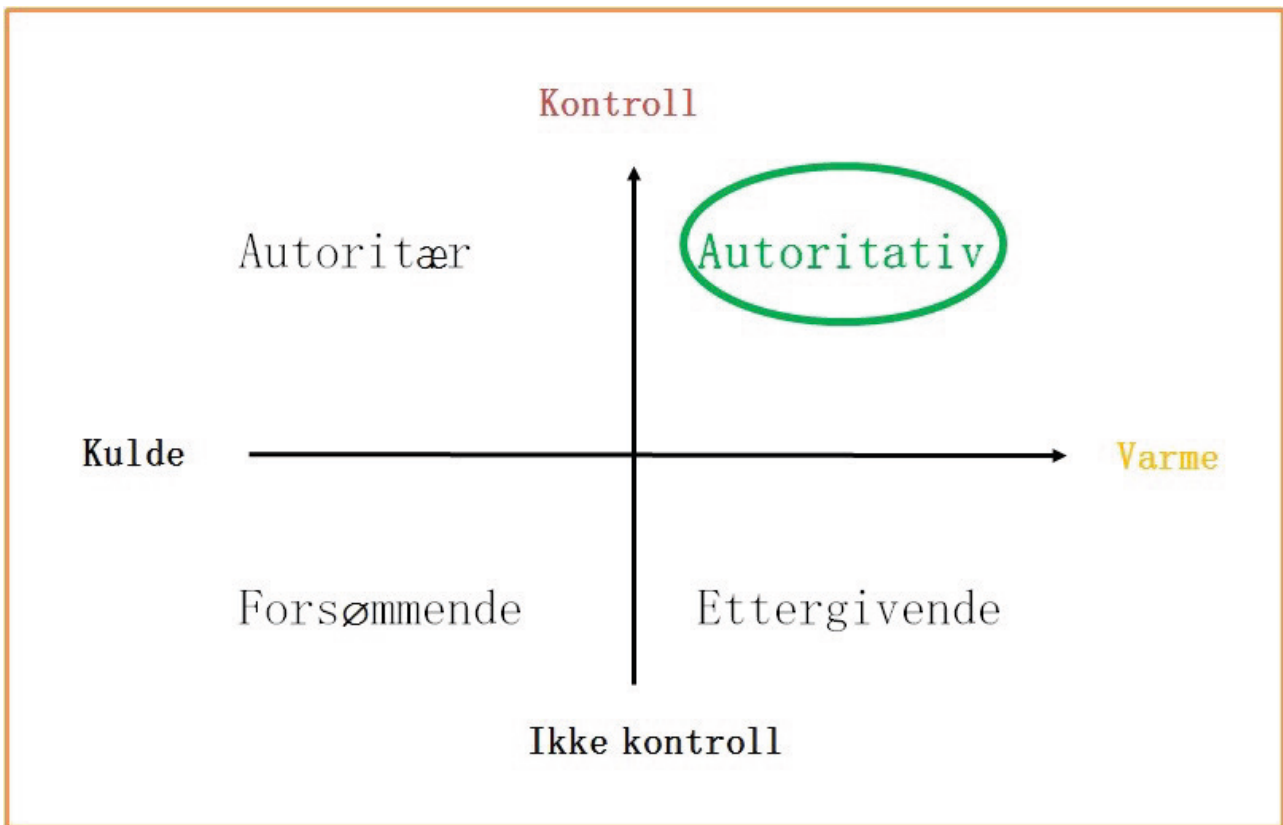 Kontroll
Autoritær
Autoritativ
Kulde
Varme
Forsømmende
Ettergivende
Ikke kontroll